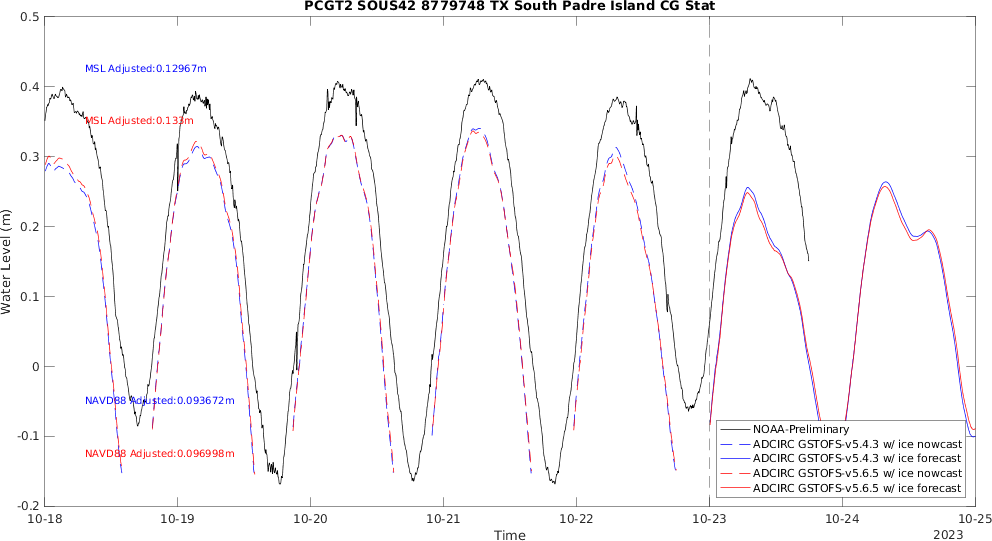 PCGT2 SOUS42 8779748 TX South Padre Island CG Stat
0.5
0.4
0.3
0.2
0.1
0
-0.1
-0.2
Water Level (m)
MSL Adjusted:0.12967m
MSL Adjusted:0.133m
NAVD88 Adjusted:0.093672m
NAVD88 Adjusted:0.096998m
NOAA-Preliminary
ADCIRC GSTOFS-v5.4.3 w/ ice nowcast
ADCIRC GSTOFS-v5.4.3 w/ ice forecast
ADCIRC GSTOFS-v5.6.5 w/ ice nowcast
ADCIRC GSTOFS-v5.6.5 w/ ice forecast
10-18 10-19 10-20 10-21 10-22 10-23 10-24 10-25
Time
2023